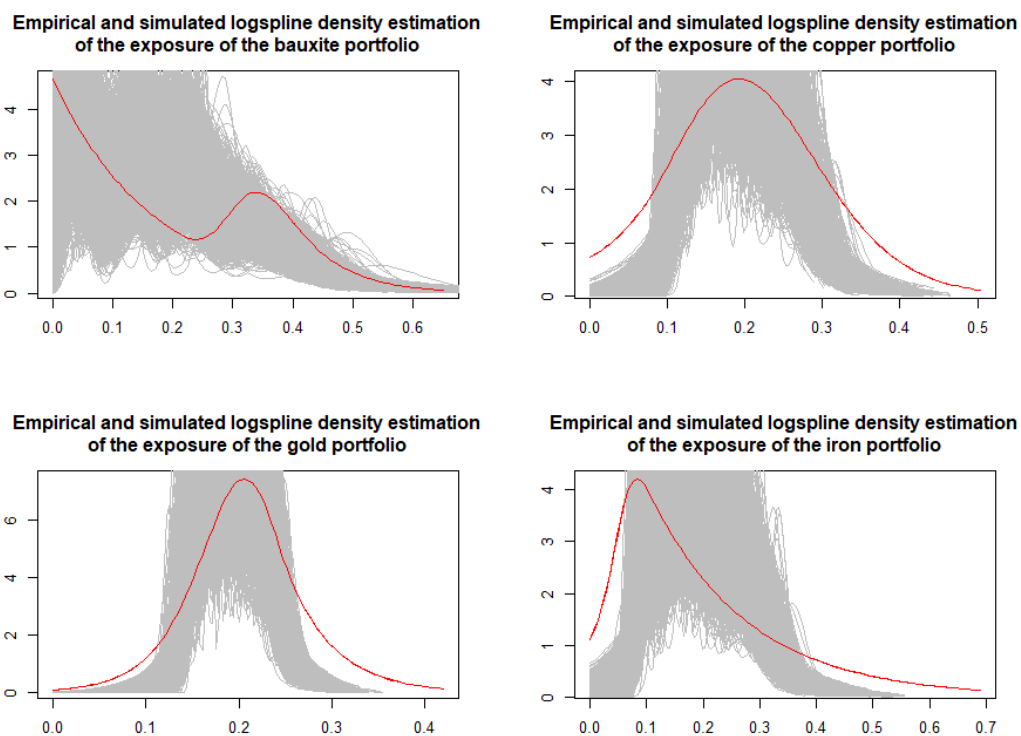 Empirical and simulated logspline density estimation
of the exposure of the bauxite portfolio
4
3
2
1
0
0.0 0.1 0.2 0.3 0.4 0.5 0.6
Empirical and simulated logspline density estimation
of the exposure of the copper portfolio
4
3
2
1
0
0.0 0.1 0.2 0.3 0.4 0.5
Empirical and simulated logspline density estimation
of the exposure of the gold portfolio
6
4
2
0
0.0 0.1 0.2 0.3 0.4
Empirical and simulated logspline density estimation
of the exposure of the iron portfolio
4
3
2
1
0
0.0 0.1 0.2 0.3 0.4 0.5 0.6 0.7